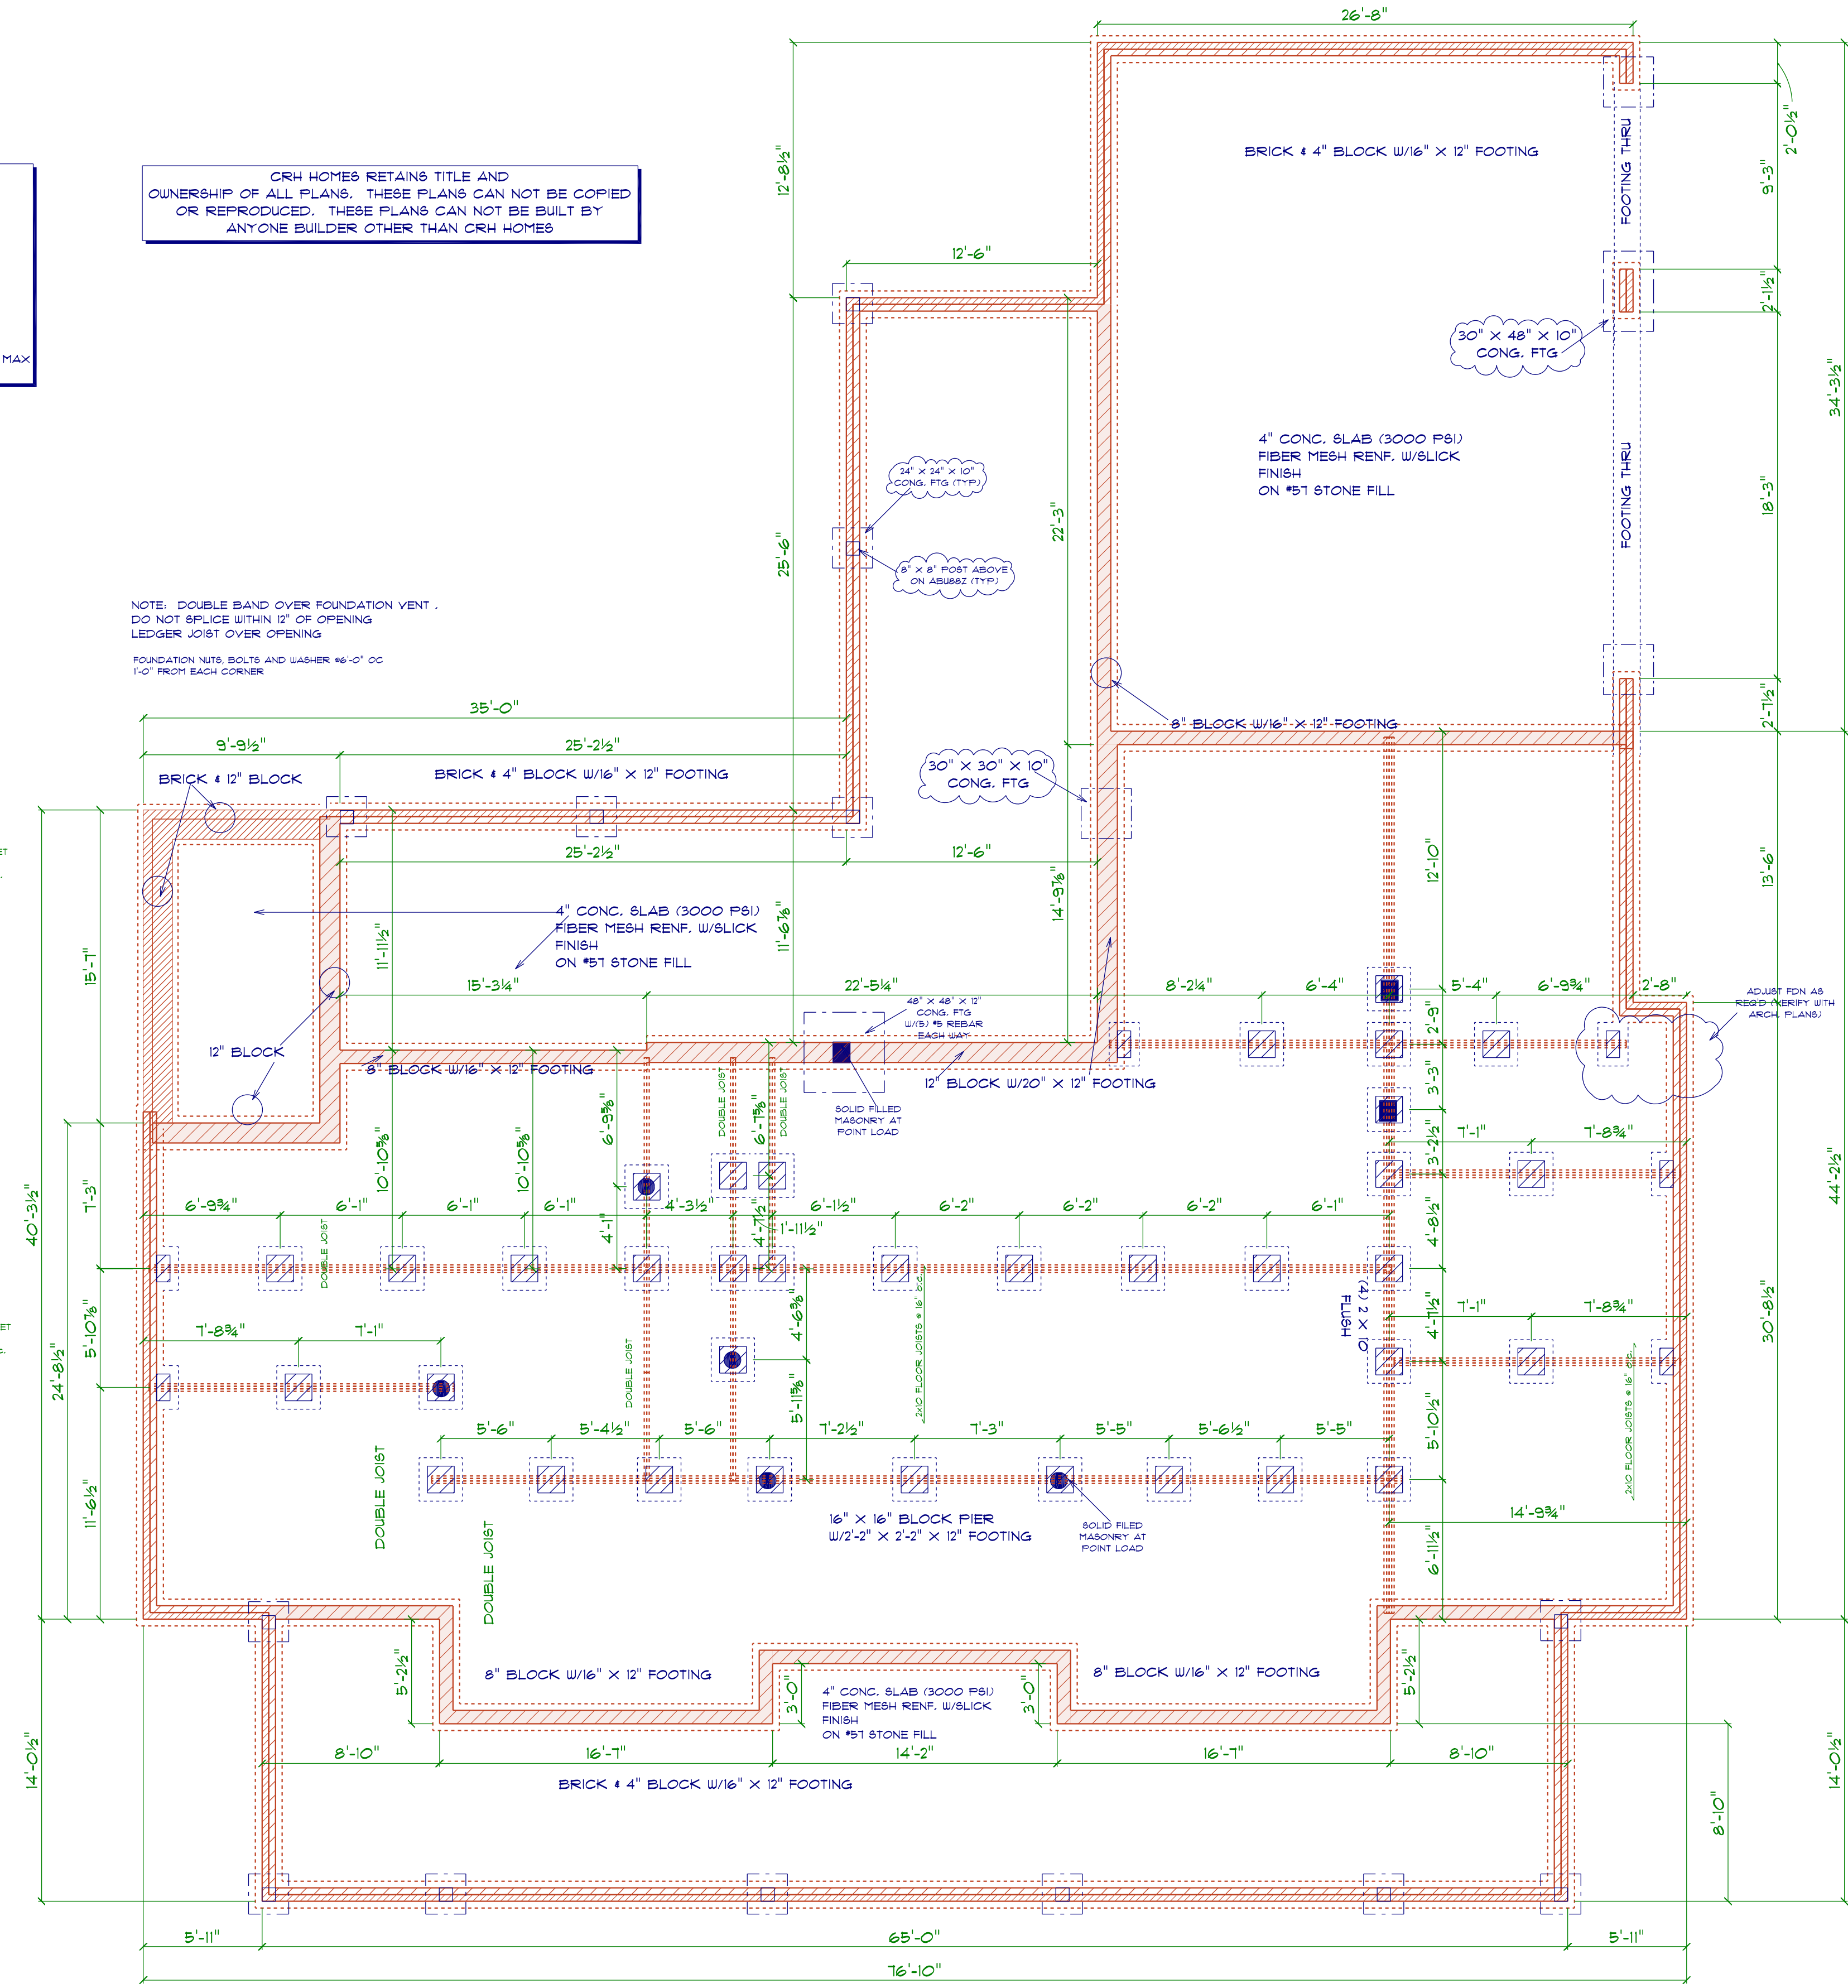 26'-8"
2'-0½"
12'-8½"
9'-3"
FOOTING THRU
BRICK & 4" BLOCK W/16" X 12" FOOTING
CRH HOMES RETAINS TITLE AND
OWNERSHIP OF ALL PLANS. THESE PLANS CAN NOT BE COPIED
OR REPRODUCED. THESE PLANS CAN NOT BE BUILT BY
ANYONE BUILDER OTHER THAN CRH HOMES
MAX
12'-6"
2'-1½"
30" X 48" X 10"
CONC. FTG
34'-3½"
4" CONC. SLAB (3000 PSI)
FIBER MESH RENF. W/SLICK
FINISH
ON #57 STONE FILL
FOOTING THRU
18'-3"
24" X 24" X 10"
CONG. FTG (TYP)
25'-6"
22'-3"
8" X 8" POST ABOVE
ON ABU88Z (TYP)
NOTE: DOUBLE BAND OVER FOUNDATION VENT .
DO NOT SPLICE WITHIN 12" OF OPENING
LEDGER JOIST OVER OPENING
FOUNDATION NUTS, BOLTS AND WASHER @6'-0" OC
1'-0" FROM EACH CORNER
35'-0"
2'-7½"
8" BLOCK W/16" X 12" FOOTING
9'-9½"
25'-2½"
BRICK & 12" BLOCK
BRICK & 4" BLOCK W/16" X 12" FOOTING
30" X 30" X 10"
CONG. FTG
25'-2½"
12'-6"
12'-10"
13'-6"
4" CONC. SLAB (3000 PSI)
FIBER MESH RENF. W/SLICK
FINISH
ON #57 STONE FILL
11'-11½"
11'-6⅞"
14'-9⅞"
15'-7"
15'-3¼"
22'-5¼"
8'-2¼"
6'-4"
5'-4"
6'-9¾"
2'-8"
48" X 48" X 12"
CONG. FTG
W/(5) #5 REBAR
EACH WAY
ADJUST FDN AS
REQ'D (VERIFY WITH
ARCH. PLANS)
2'-9"
12" BLOCK
8" BLOCK W/16" X 12" FOOTING
12" BLOCK W/20" X 12" FOOTING
3'-3"
SOLID FILLED
MASONRY AT
POINT LOAD
DOUBLE JOIST
DOUBLE JOIST
6'-9⅝"
6'-7⅝"
10'-10⅝"
10'-10⅝"
3'-2½"
7'-1"
7'-8¾"
44'-2½"
40'-3½"
7'-3"
6'-9¾"
6'-1"
6'-1"
6'-1"
4'-3½"
6'-1½"
6'-2"
6'-2"
6'-2"
6'-1"
4'-1"
4'-7½"
1'-11½"
4'-8½"
DOUBLE JOIST
5'-10⅞"
7'-8¾"
7'-1"
4'-6⅝"
(4) 2 X 10
FLUSH
4'-7½"
7'-1"
7'-8¾"
30'-8½"
24'-8½"
DOUBLE JOIST
5'-11⅝"
2x10 FLOOR JOISTS @ 16" O.C.
2x10 FLOOR JOISTS @ 16" O.C.
5'-10½"
5'-6"
5'-4½"
5'-6"
7'-2½"
7'-3"
5'-5"
5'-6½"
5'-5"
11'-6½"
DOUBLE JOIST
DOUBLE JOIST
16" X 16" BLOCK PIER
W/2'-2" X 2'-2" X 12" FOOTING
SOLID FILED
MASONRY AT
POINT LOAD
14'-9¾"
6'-11½"
5'-2½"
8" BLOCK W/16" X 12" FOOTING
3'-0"
4" CONC. SLAB (3000 PSI)
FIBER MESH RENF. W/SLICK
FINISH
ON #57 STONE FILL
3'-0"
8" BLOCK W/16" X 12" FOOTING
5'-2½"
14'-0½"
8'-10"
16'-7"
14'-2"
16'-7"
8'-10"
14'-0½"
BRICK & 4" BLOCK W/16" X 12" FOOTING
8'-10"
5'-11"
65'-0"
5'-11"
76'-10"